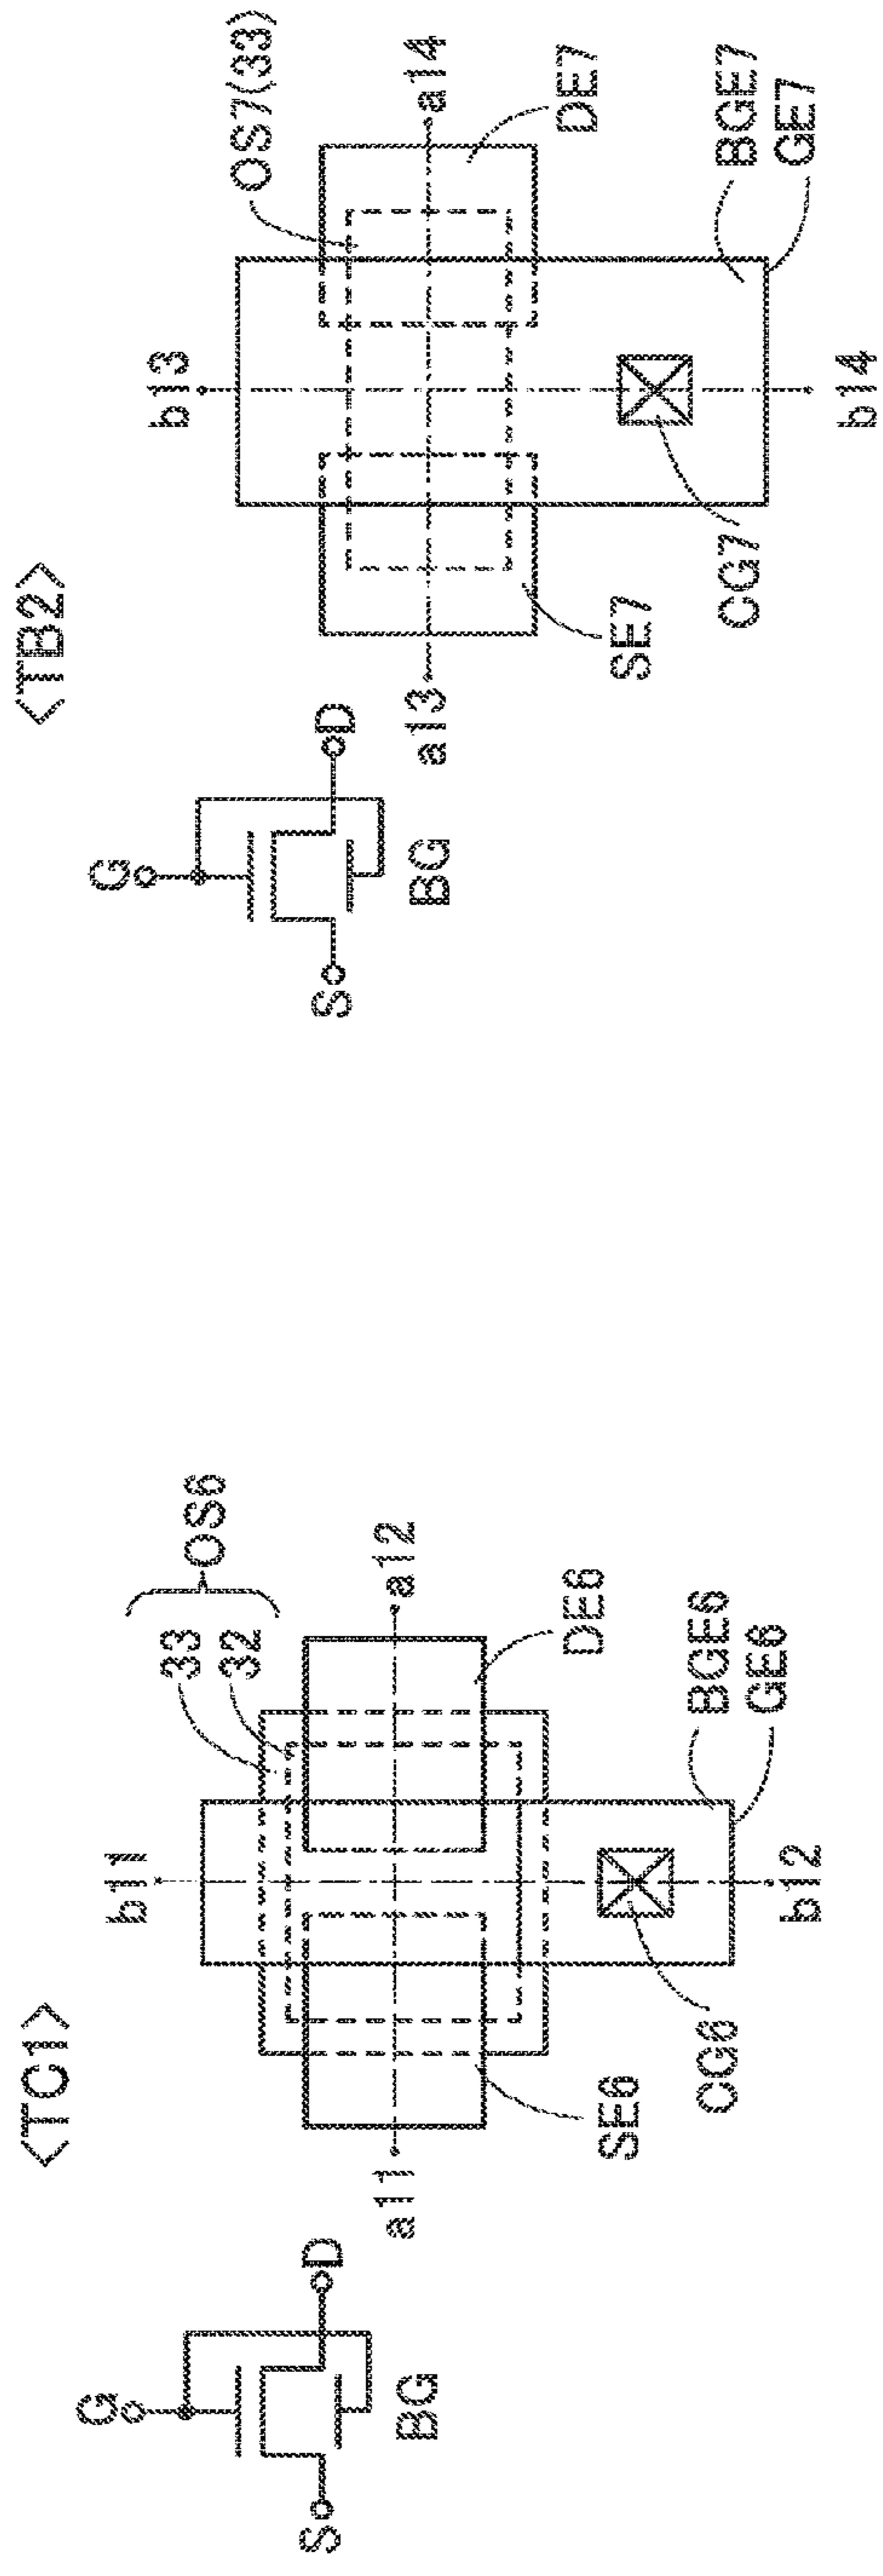 <TC1>
G
S
D
BG
b11
33
32
OS6
a11
a12
SE6
DE6
CG6
BGE6
GE6
b12
<TB2>
G
S
D
BG
b13
OS7(33)
a13
a14
SE7
DE7
CG7
BGE7
GE7
b14